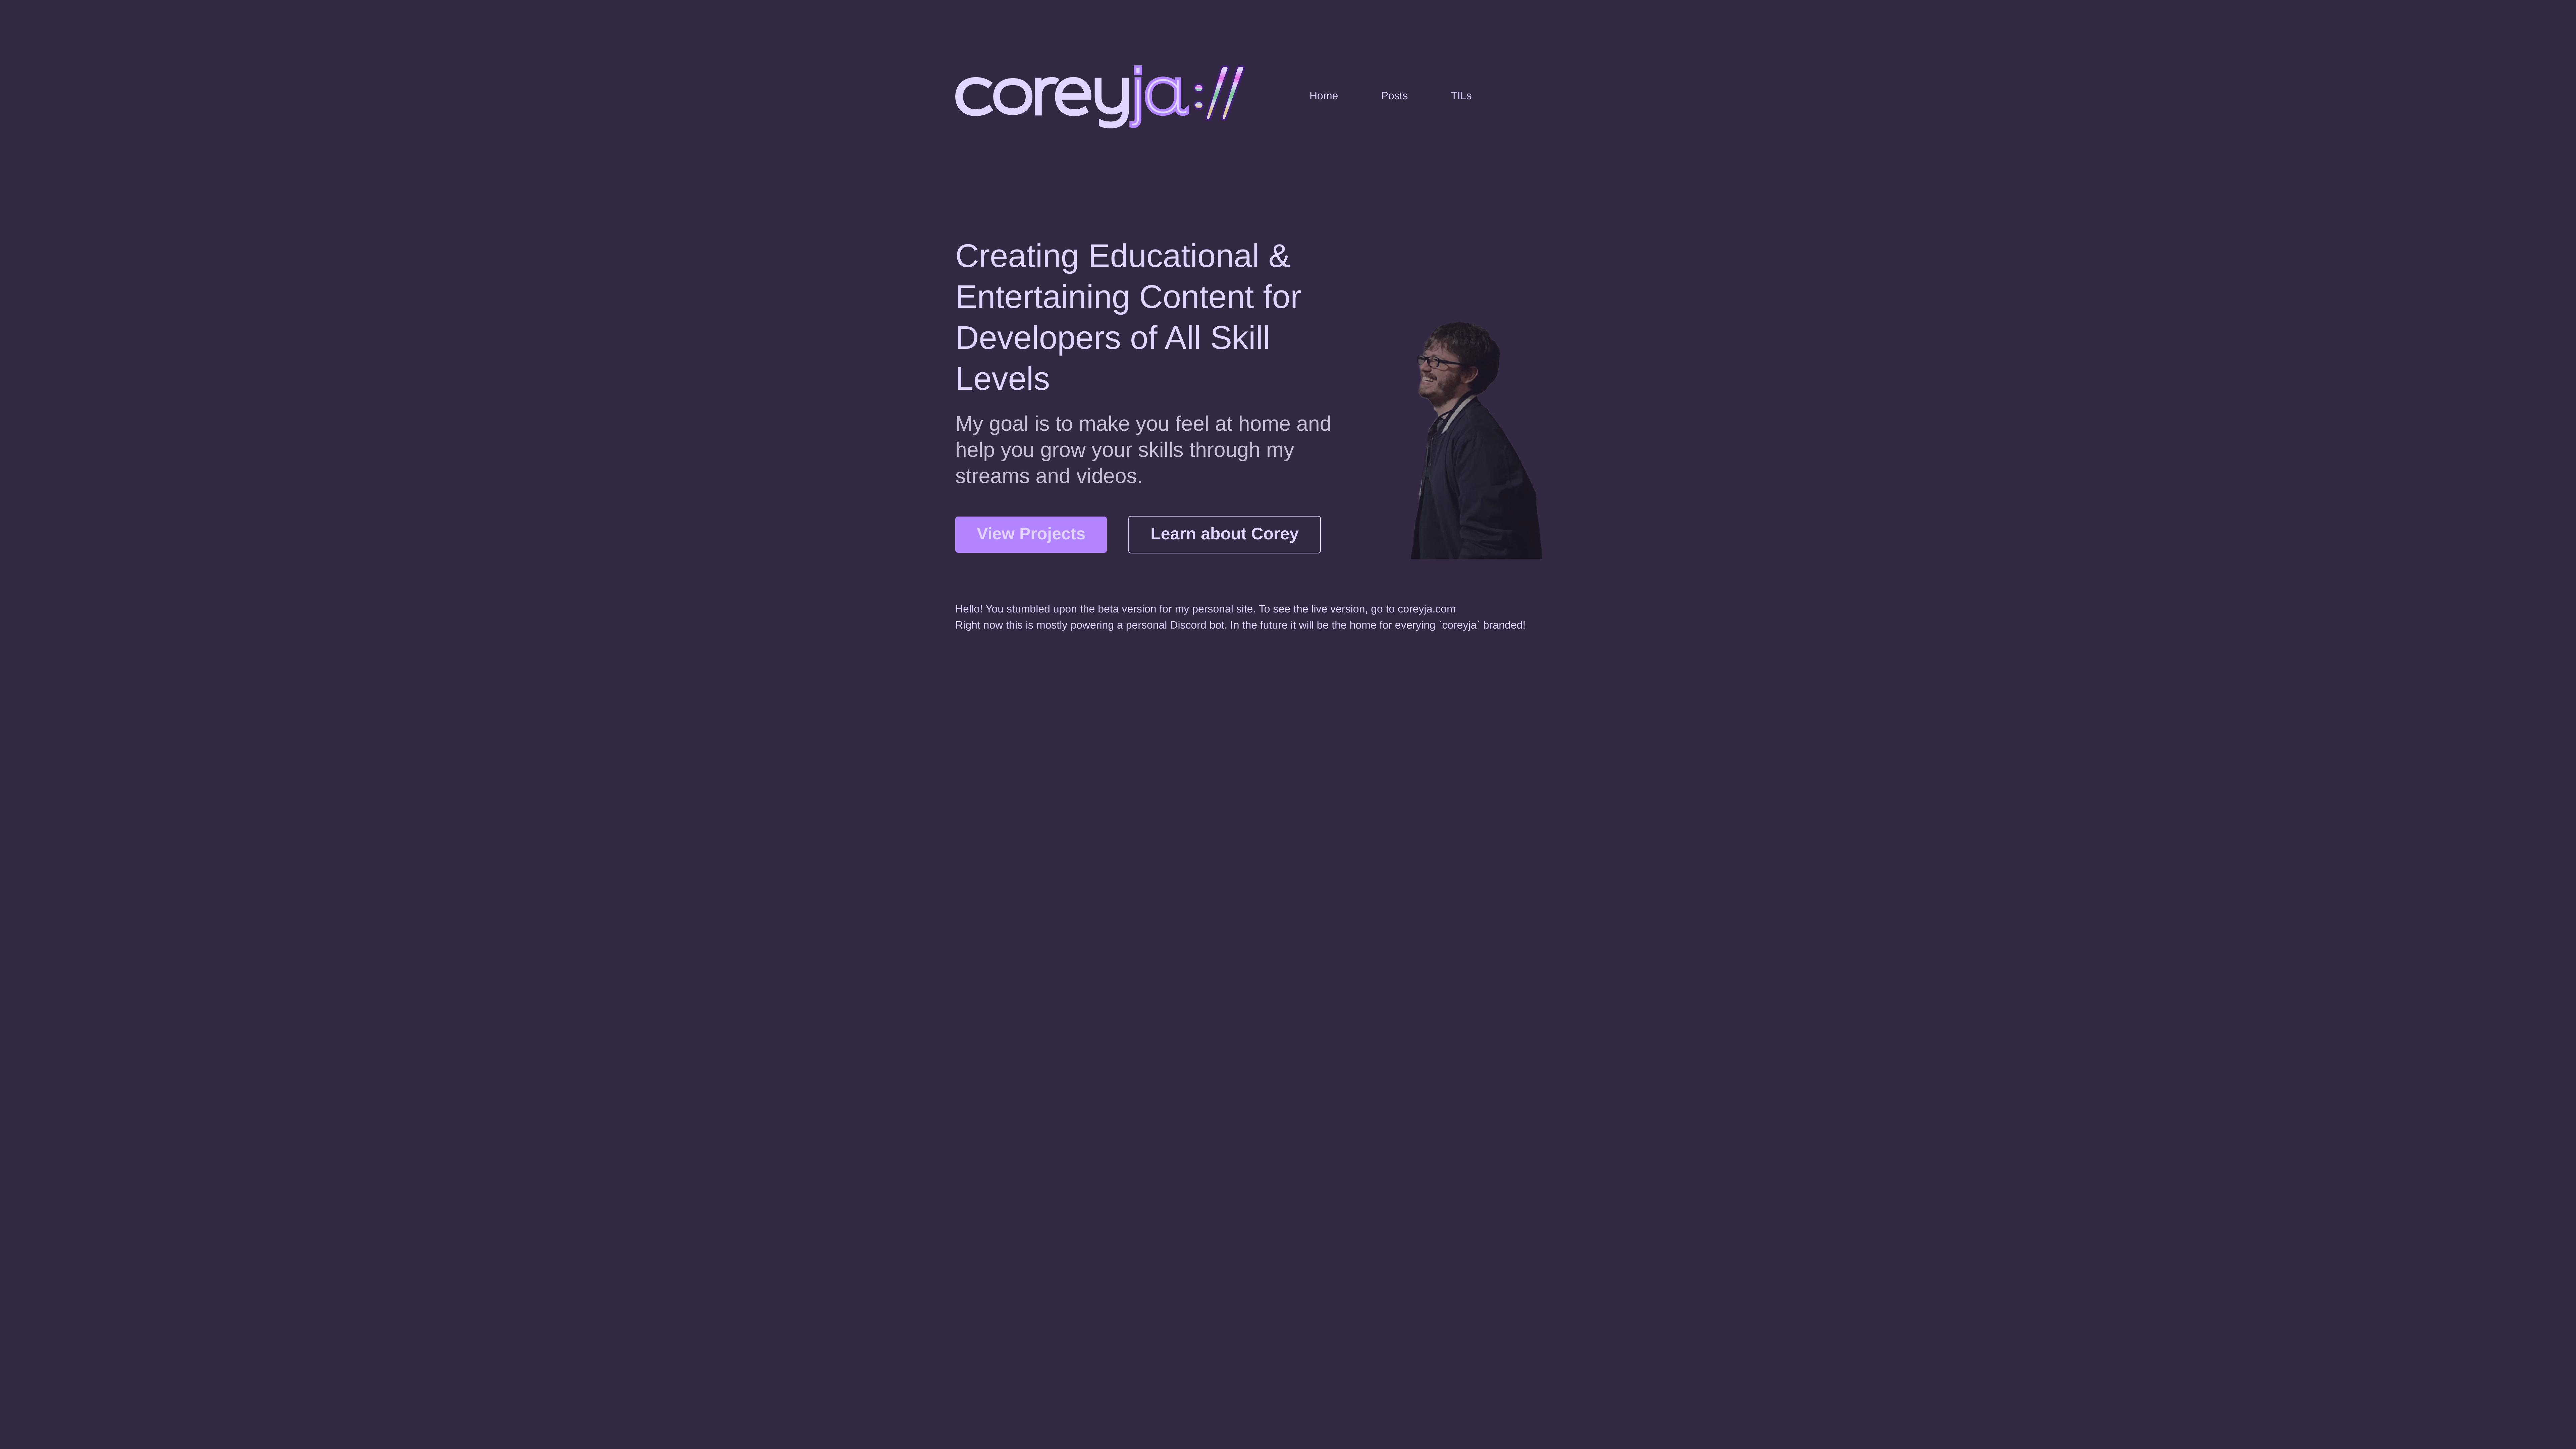 coreyja://
Home
Posts
TILs
Creating Educational &
Entertaining Content for
Developers of All Skill
Levels
My goal is to make you feel at home and
help you grow your skills through my
streams and videos.
View Projects
Learn about Corey
Hello! You stumbled upon the beta version for my personal site. To see the live version, go to coreyja.com
Right now this is mostly powering a personal Discord bot. In the future it will be the home for everying `coreyja` branded!